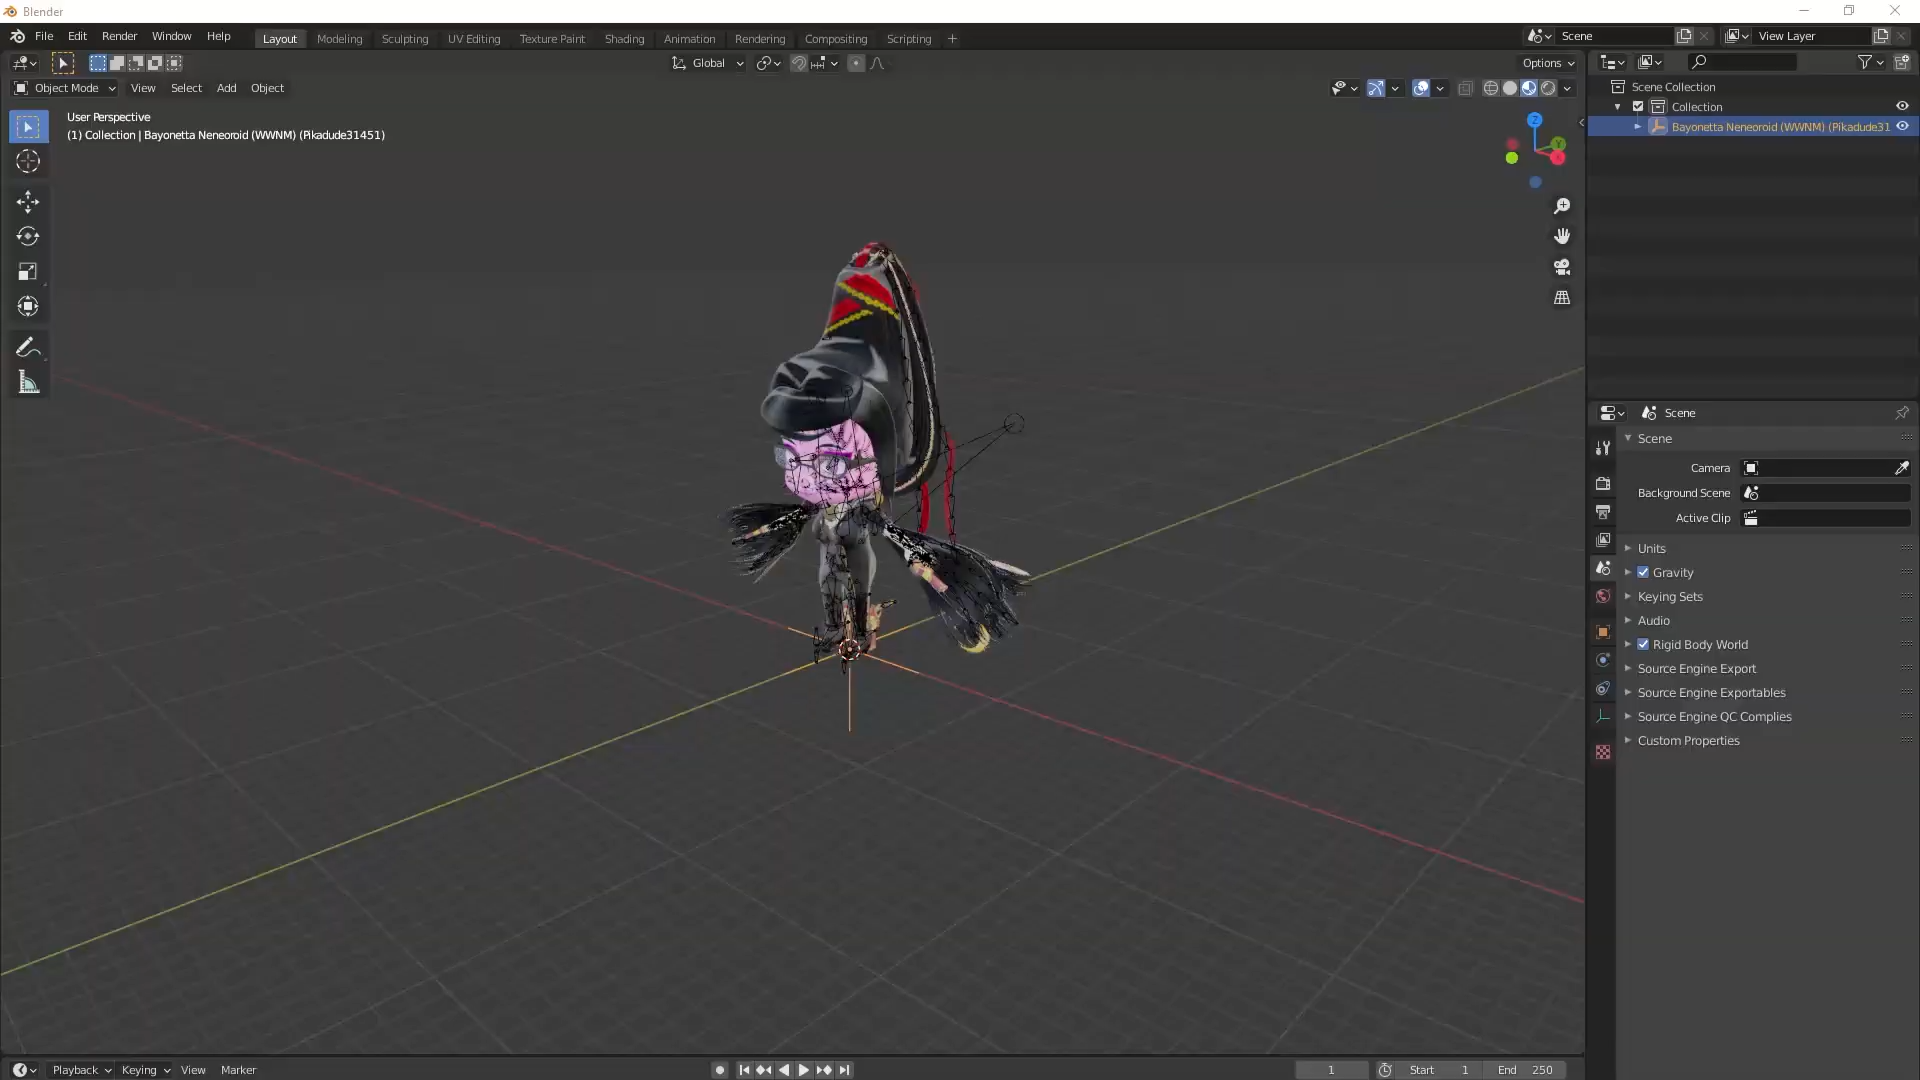 Blender
File Edit Render Window Help Layout Modeling Sculpting UV Editing Texture Paint Shading Animation Rendering Compositing Scripting + Scene View Layer
Global Options
Object Mode View Select Add Object
User Perspective
(1) Collection | Bayonetta Neneoroid (WWNM) (Pikadude31451)
Z
Y
X
Scene Collection
Collection
Bayonetta Neneoroid (WWNM) (Pikadude31
Scene
Scene
Camera
Background Scene
Active Clip
Units
Gravity
Keying Sets
Audio
Rigid Body World
Source Engine Export
Source Engine Exportables
Source Engine QC Complies
Custom Properties
Playback Keying View Marker 1 Start 1 End 250